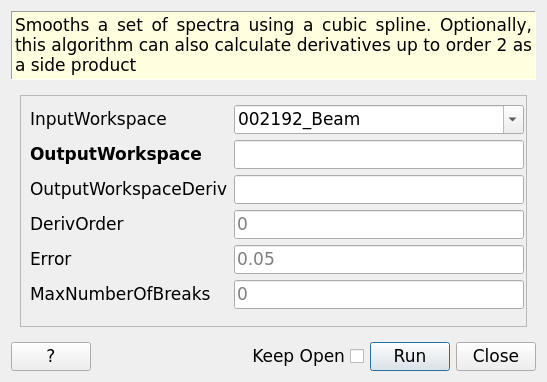 Smooths a set of spectra using a cubic spline. Optionally,
this algorithm can also calculate derivatives up to order 2 as
a side product
InputWorkspace 002192_Beam
OutputWorkspace
OutputWorkspaceDeriv
DerivOrder 0
Error 0.05
MaxNumberOfBreaks 0
? Keep Open Run Close